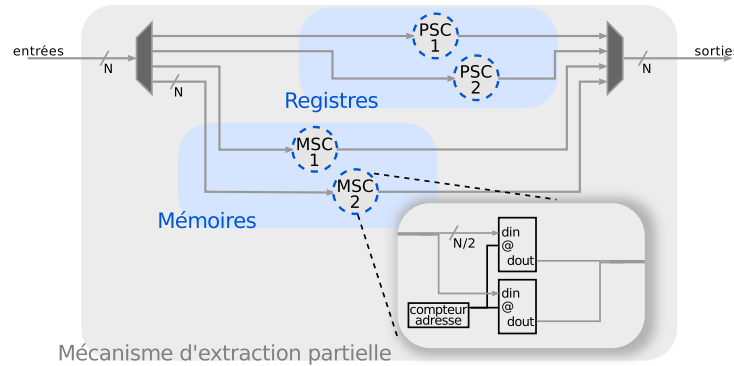 entrées
N
N
PSC
1
PSC
2
Registres
N
sorties
MSC
1
MSC
2
Mémoires
N/2
din
@
dout
din
@
dout
compteur
adresse
Mécanisme d'extraction partielle